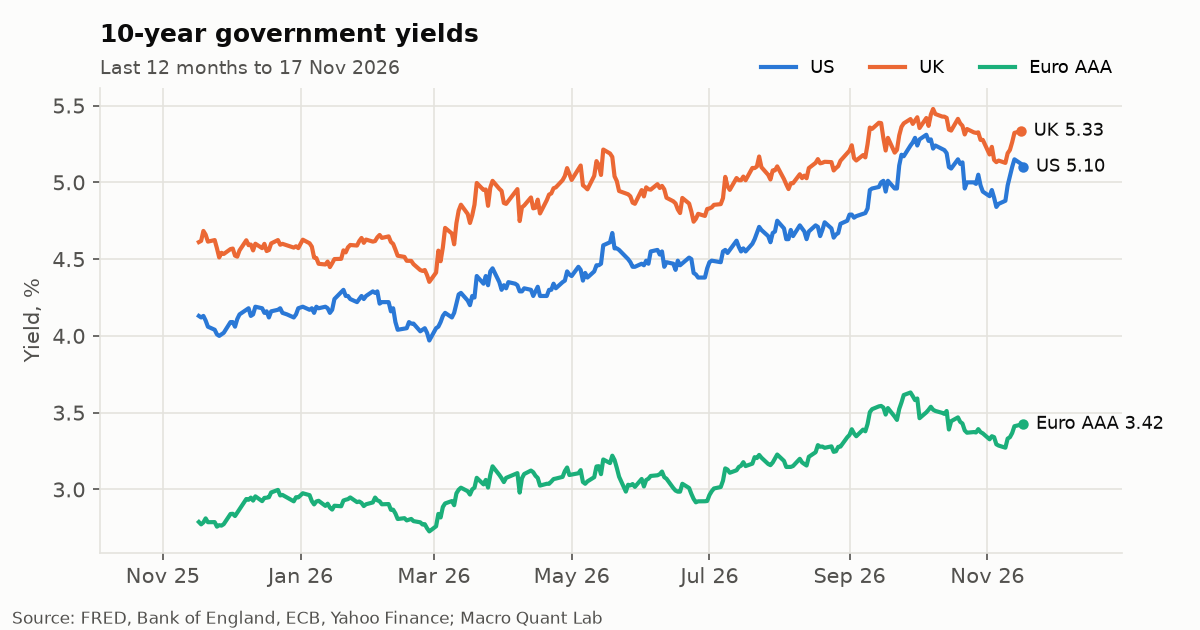 10-year government yields
Last 12 months to 17 Nov 2026
US UK Euro AAA
5.5
5.0
4.5
4.0
3.5
3.0
Yield, %
UK 5.33
US 5.10
Euro AAA 3.42
Nov 25 Jan 26 Mar 26 May 26 Jul 26 Sep 26 Nov 26
Source: FRED, Bank of England, ECB, Yahoo Finance; Macro Quant Lab